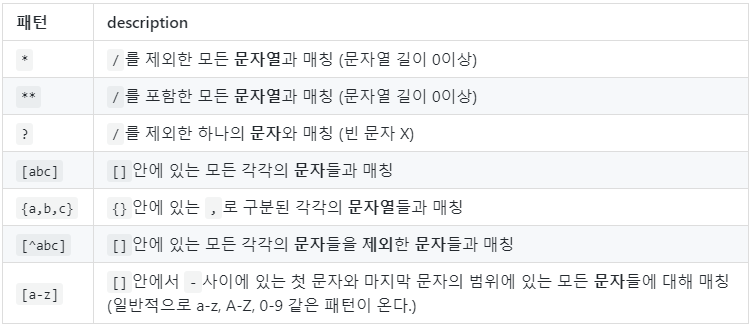 패턴 description
* /를 제외한 모든 문자열과 매칭 (문자열 길이 0이상)
** /를 포함한 모든 문자열과 매칭 (문자열 길이 0이상)
? /를 제외한 하나의 문자와 매칭 (빈 문자 X)
[abc] []안에 있는 모든 각각의 문자들과 매칭
{a,b,c} {}안에 있는 ,로 구분된 각각의 문자열들과 매칭
[^abc] []안에 있는 모든 각각의 문자들을 제외한 문자들과 매칭
[a-z] []안에서 -사이에 있는 첫 문자와 마지막 문자의 범위에 있는 모든 문자들에 대해 매칭
(일반적으로 a-z, A-Z, 0-9 같은 패턴이 온다.)